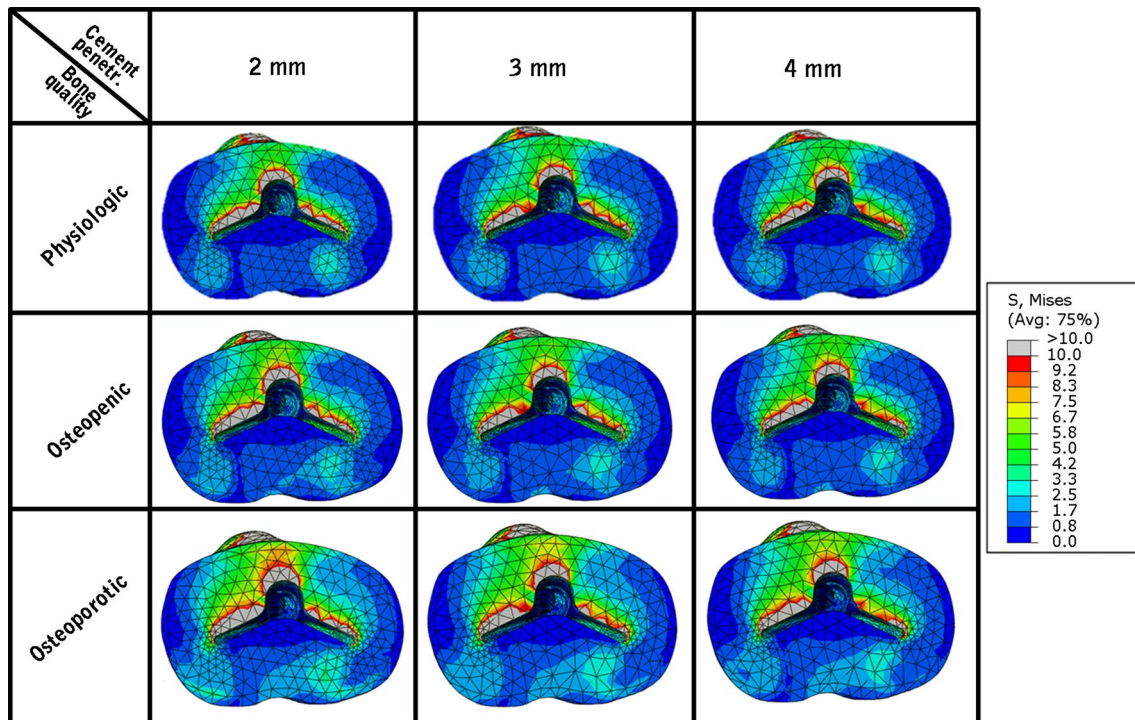 Cement
penetr.
Bone
quality
2 mm
3 mm
4 mm
Physiologic
Osteopenic
Osteoporotic
S, Mises
(Avg: 75%)
>10.0
10.0
9.2
8.3
7.5
6.7
5.8
5.0
4.2
3.3
2.5
1.7
0.8
0.0